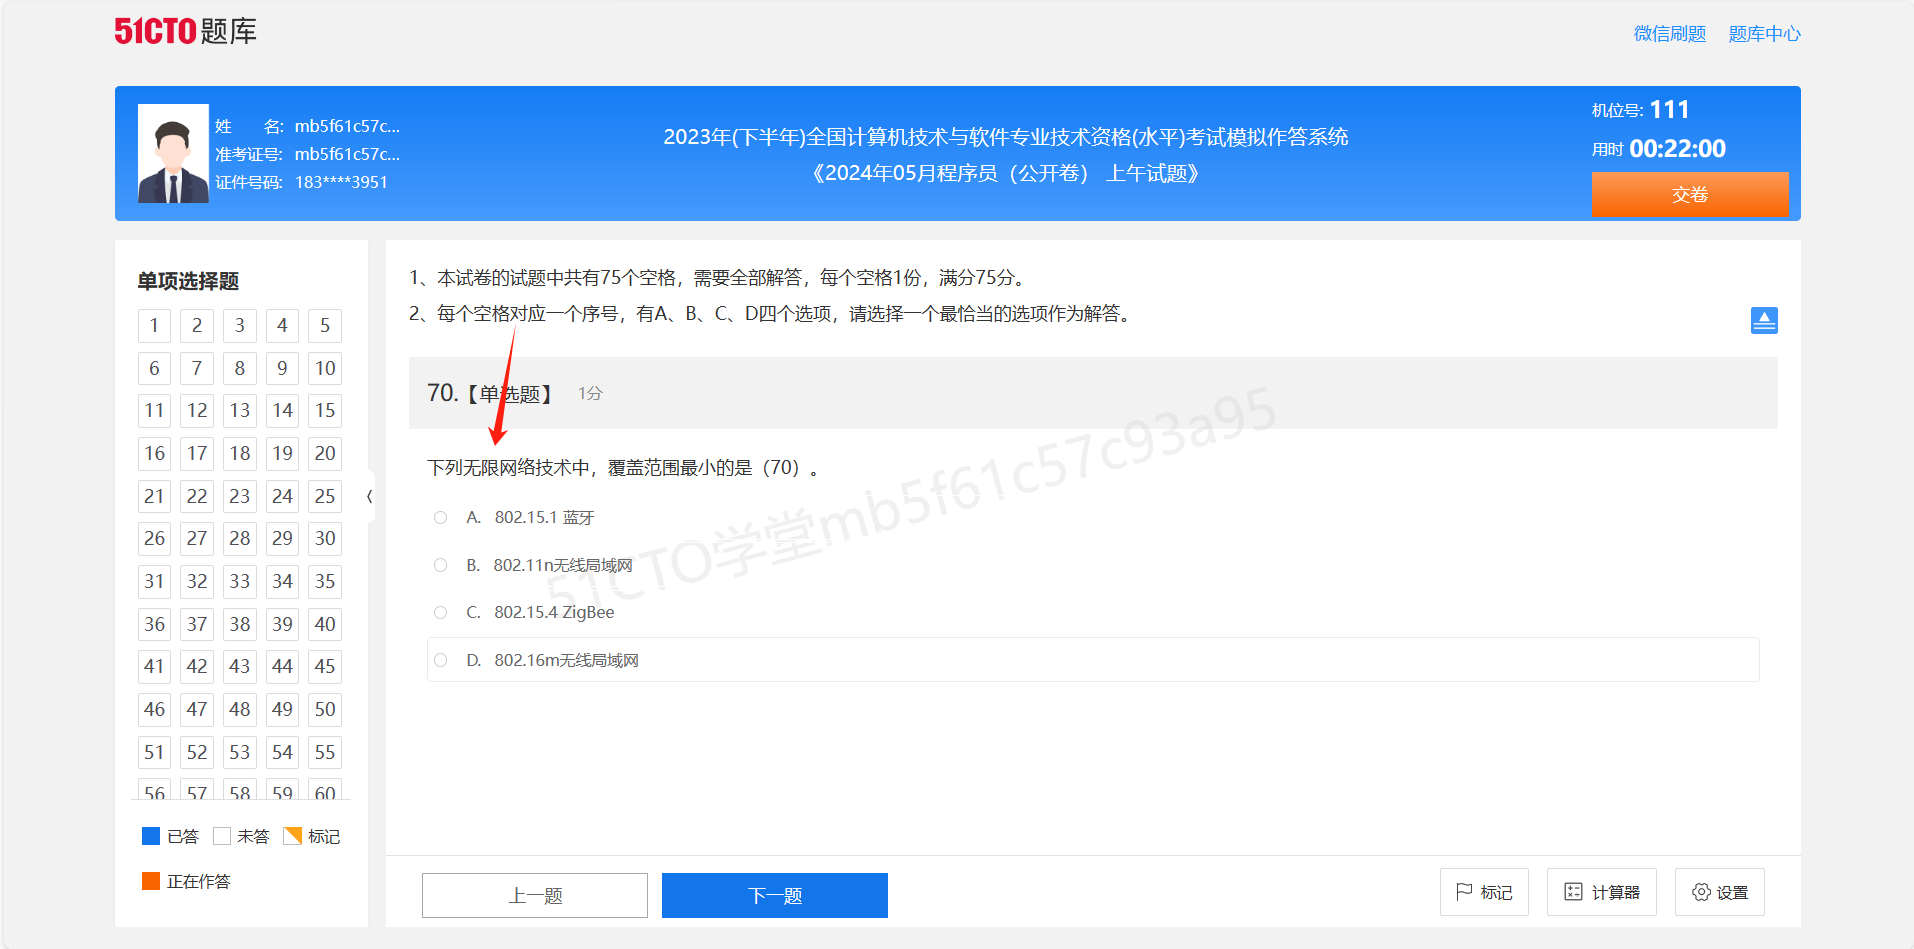 51CTO题库
微信刷题 题库中心
姓 名: mb5f61c57c...
准考证号: mb5f61c57c...
证件号码: 183****3951
2023年(下半年)全国计算机技术与软件专业技术资格(水平)考试模拟作答系统
《2024年05月程序员（公开卷） 上午试题》
机位号: 111
用时 00:22:00
交卷
单项选择题
1 2 3 4 5
6 7 8 9 10
11 12 13 14 15
16 17 18 19 20
21 22 23 24 25
26 27 28 29 30
31 32 33 34 35
36 37 38 39 40
41 42 43 44 45
46 47 48 49 50
51 52 53 54 55
56 57 58 59 60
已答 未答 标记
正在作答
1、本试卷的试题中共有75个空格，需要全部解答，每个空格1份，满分75分。
2、每个空格对应一个序号，有A、B、C、D四个选项，请选择一个最恰当的选项作为解答。
70.【单选题】 1分
下列无限网络技术中，覆盖范围最小的是（70）。
A. 802.15.1 蓝牙
B. 802.11n无线局域网
C. 802.15.4 ZigBee
D. 802.16m无线局域网
51CTO学堂mb5f61c57c93a95
上一题 下一题 标记 计算器 设置